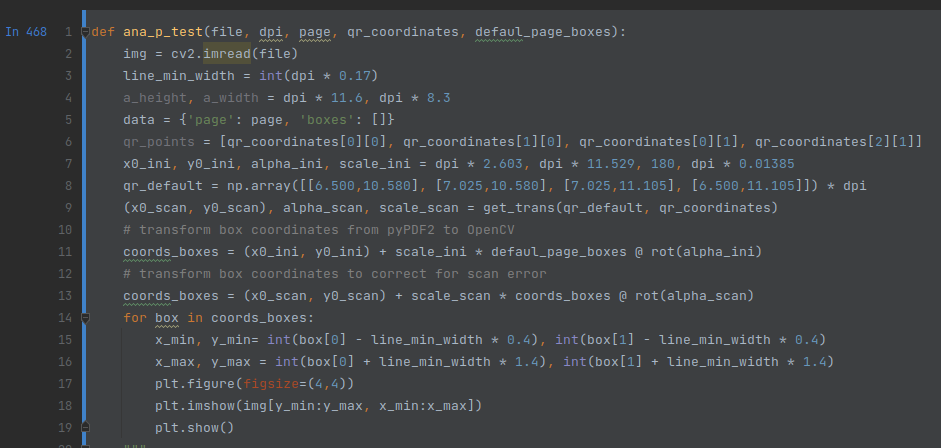 In 468 1 def ana_p_test(file, dpi, page, qr_coordinates, defaul_page_boxes):
2 img = cv2.imread(file)
3 line_min_width = int(dpi * 0.17)
4 a_height, a_width = dpi * 11.6, dpi * 8.3
5 data = {'page': page, 'boxes': []}
6 qr_points = [qr_coordinates[0][0], qr_coordinates[1][0], qr_coordinates[0][1], qr_coordinates[2][1]]
7 x0_ini, y0_ini, alpha_ini, scale_ini = dpi * 2.603, dpi * 11.529, 180, dpi * 0.01385
8 qr_default = np.array([[6.500,10.580], [7.025,10.580], [7.025,11.105], [6.500,11.105]]) * dpi
9 (x0_scan, y0_scan), alpha_scan, scale_scan = get_trans(qr_default, qr_coordinates)
10 # transform box coordinates from pyPDF2 to OpenCV
11 coords_boxes = (x0_ini, y0_ini) + scale_ini * defaul_page_boxes @ rot(alpha_ini)
12 # transform box coordinates to correct for scan error
13 coords_boxes = (x0_scan, y0_scan) + scale_scan * coords_boxes @ rot(alpha_scan)
14 for box in coords_boxes:
15 x_min, y_min= int(box[0] - line_min_width * 0.4), int(box[1] - line_min_width * 0.4)
16 x_max, y_max = int(box[0] + line_min_width * 1.4), int(box[1] + line_min_width * 1.4)
17 plt.figure(figsize=(4,4))
18 plt.imshow(img[y_min:y_max, x_min:x_max])
19 plt.show()
20 """